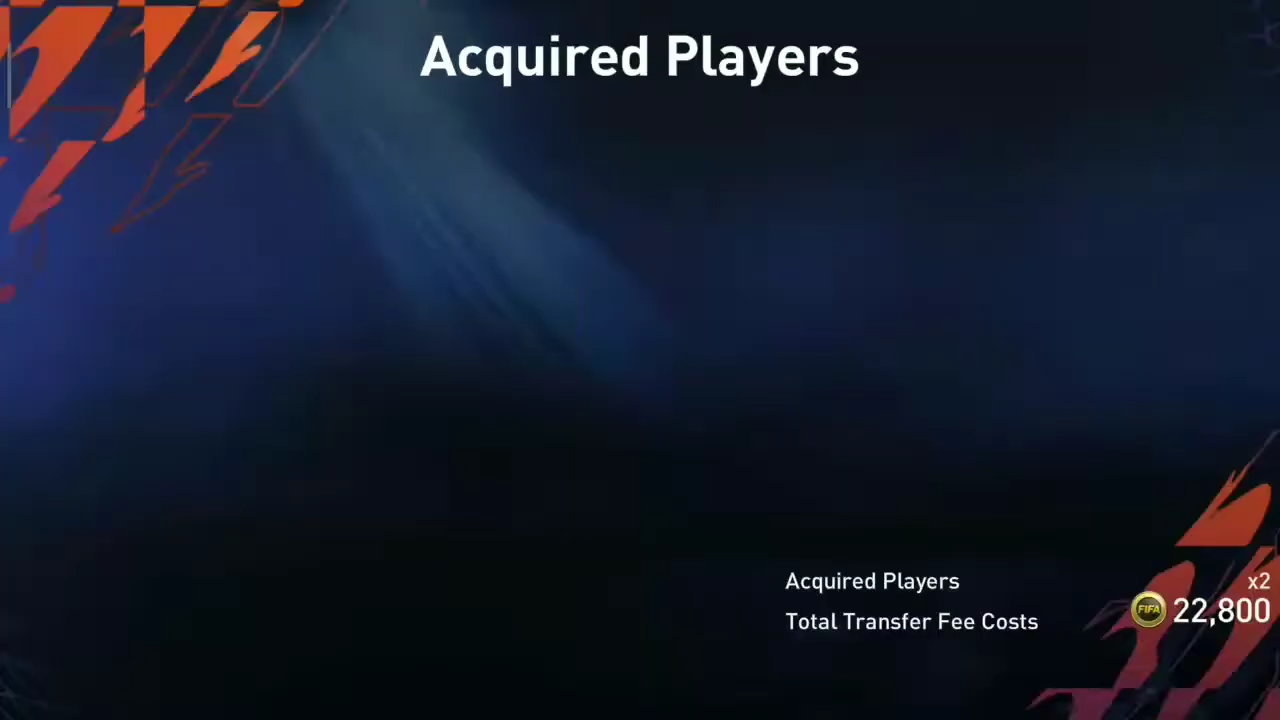 Acquired Players
Acquired Players x2
Total Transfer Fee Costs FIFA 22,800